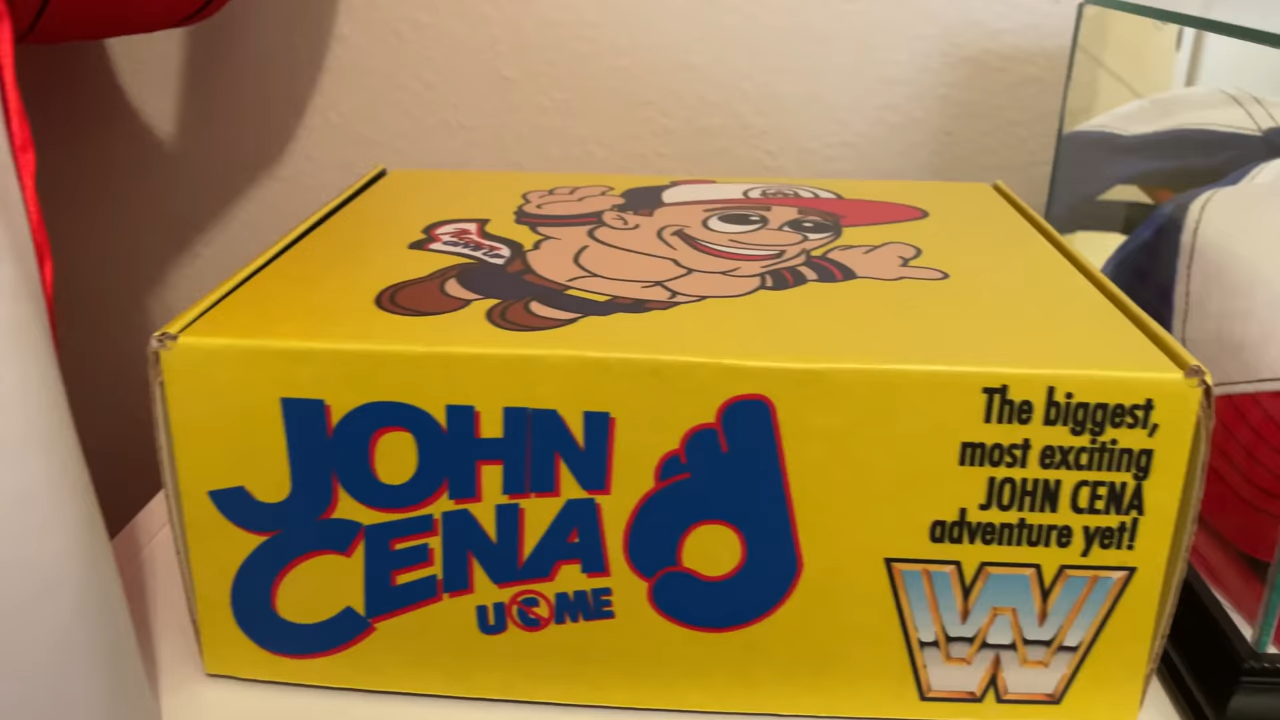 JOHN
CENA
U C ME
The biggest,
most exciting
JOHN CENA
adventure yet!
W